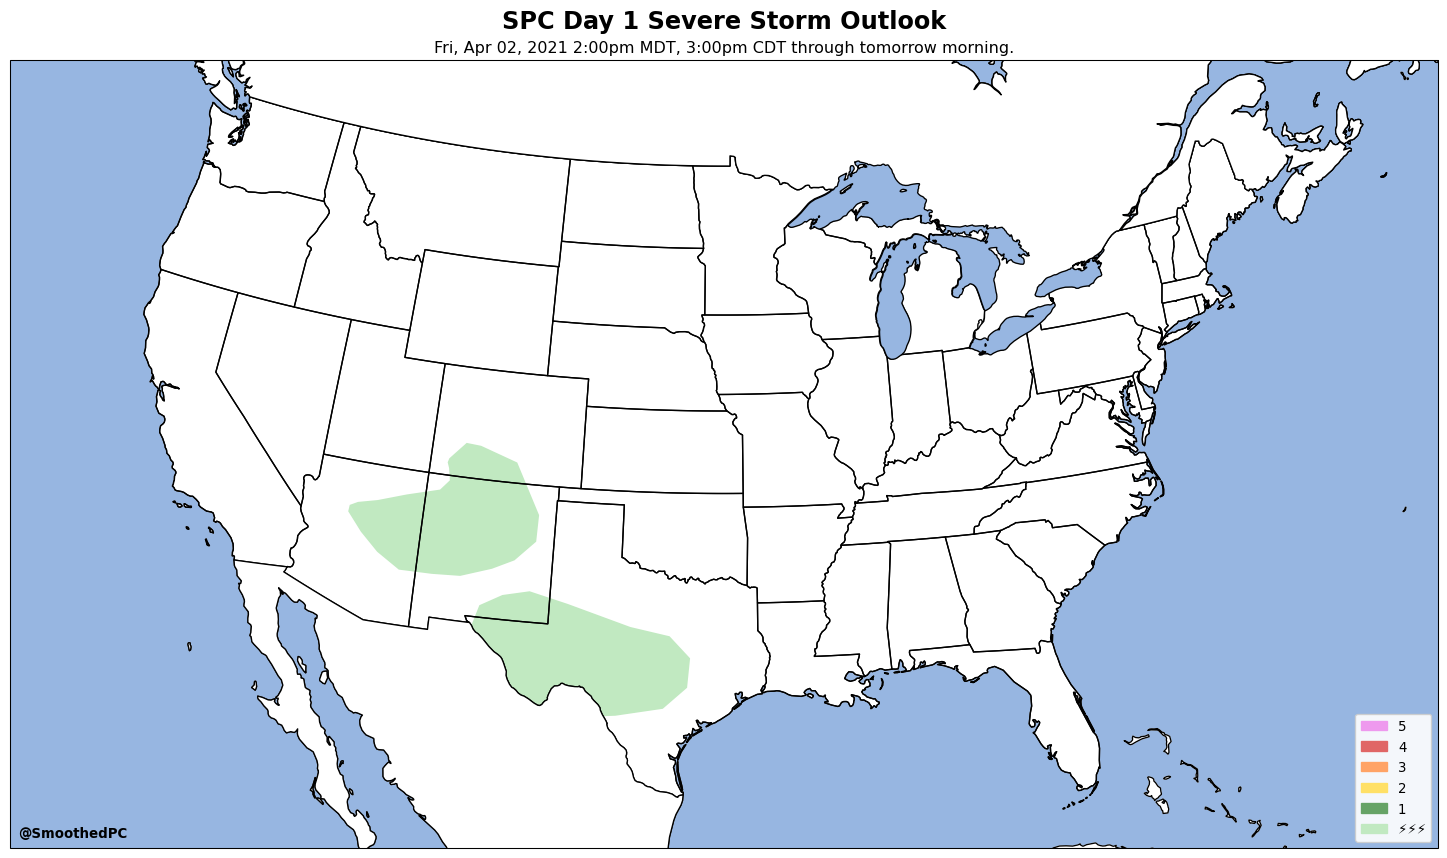 SPC Day 1 Severe Storm Outlook
Fri, Apr 02, 2021 2:00pm MDT, 3:00pm CDT through tomorrow morning.
5
4
3
2
1
⚡⚡⚡
@SmoothedPC